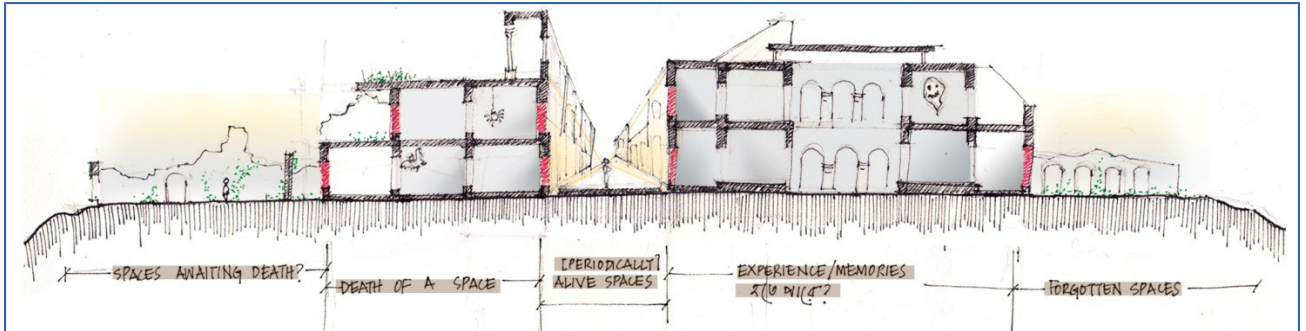 SPACES AWAITING DEATH?
DEATH OF A SPACE
[PERIODICALLY]
ALIVE SPACES
EXPERIENCE/MEMORIES
FORGOTTEN SPACES